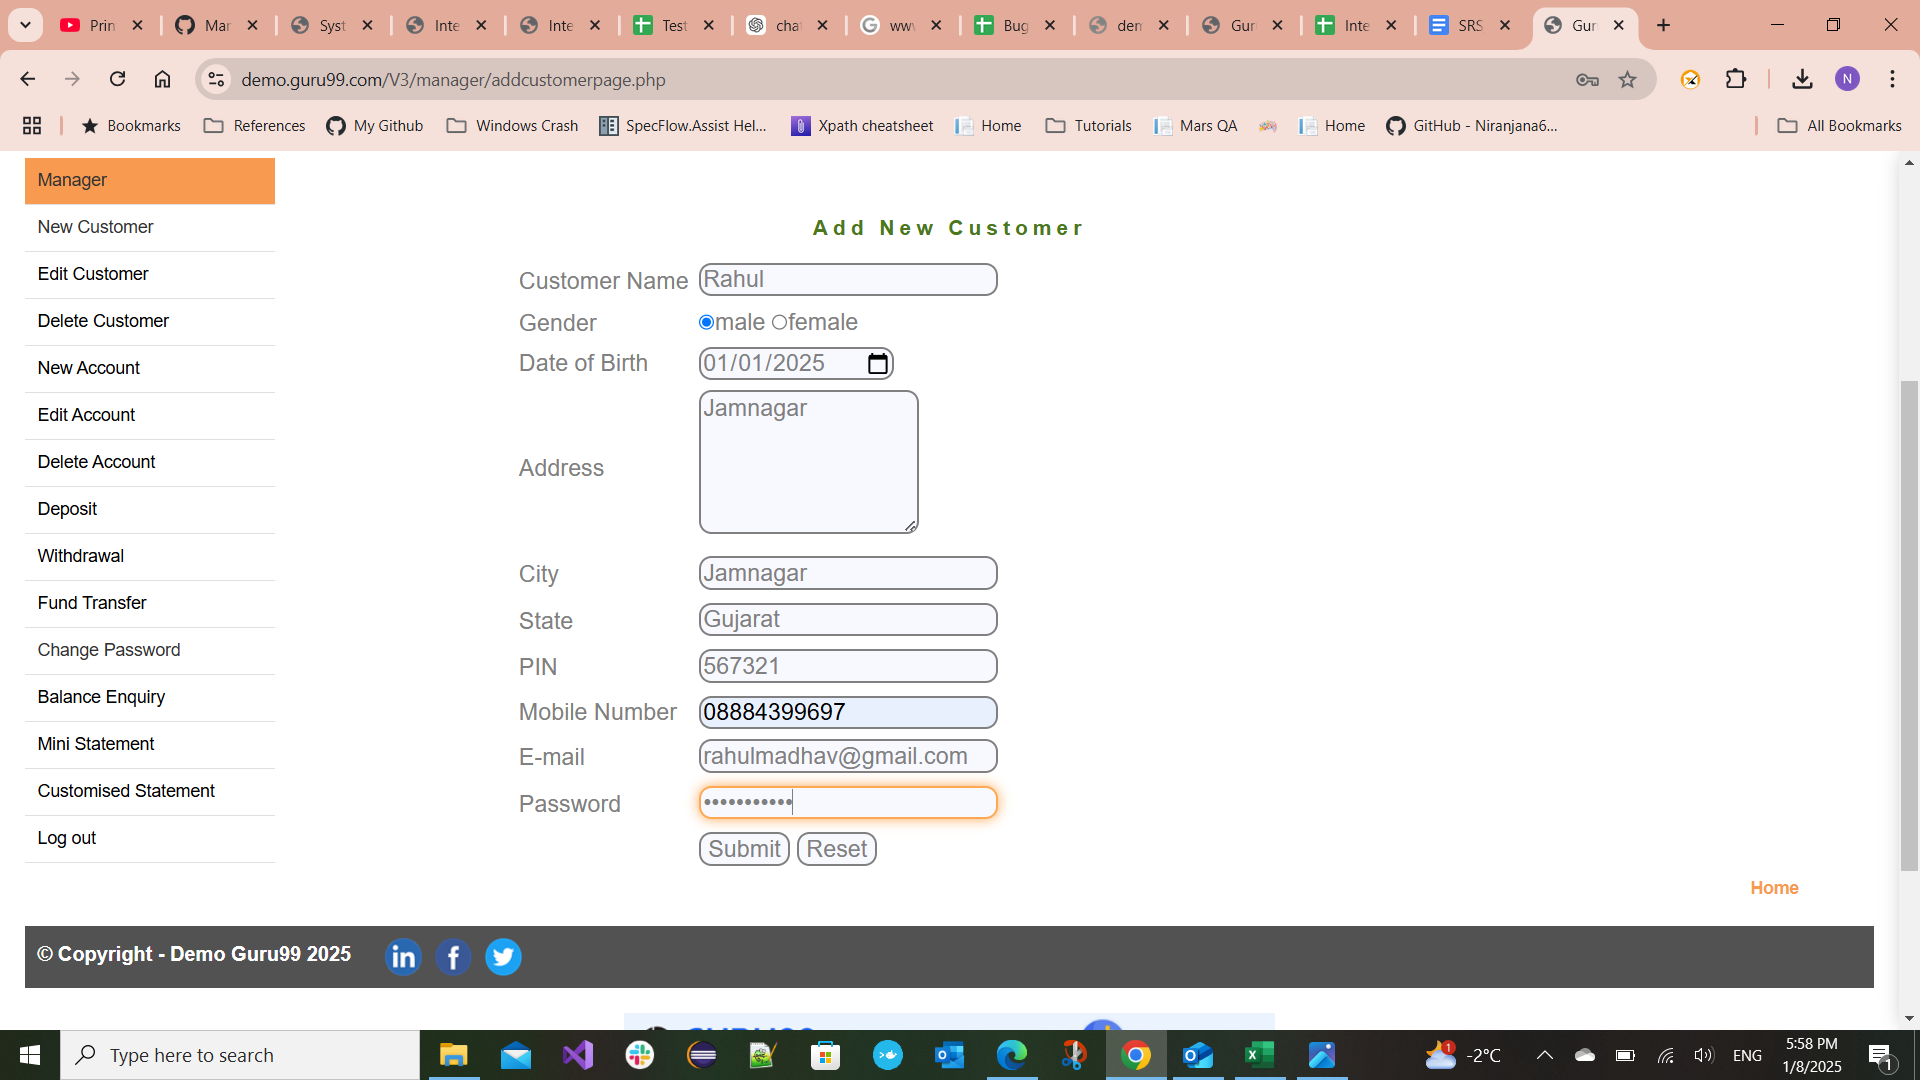 Prin
Mar
Syst
Inte
Inte
Test
chat
ww
Bug
dem
Gur
Inte
SRS
Gur
demo.guru99.com/V3/manager/addcustomerpage.php
N
Bookmarks
References
My Github
Windows Crash
SpecFlow.Assist Hel...
Xpath cheatsheet
Home
Tutorials
Mars QA
Home
GitHub - Niranjana6...
All Bookmarks
Manager
New Customer
Edit Customer
Delete Customer
New Account
Edit Account
Delete Account
Deposit
Withdrawal
Fund Transfer
Change Password
Balance Enquiry
Mini Statement
Customised Statement
Log out
Add New Customer
Customer Name Rahul
Gender male female
Date of Birth 01/01/2025
Address Jamnagar
City Jamnagar
State Gujarat
PIN 567321
Mobile Number 08884399697
E-mail rahulmadhav@gmail.com
Password •••••••••••
Submit Reset
Home
© Copyright - Demo Guru99 2025
Type here to search
1
-2°C
ENG
5:58 PM
1/8/2025
1